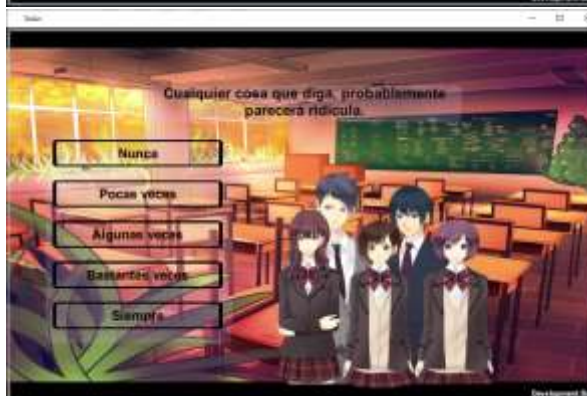 Cualquier cosa que diga, probablemente
parecerá ridícula.
Nunca
Pocas veces
Algunas veces
Bastantes veces
Siempre